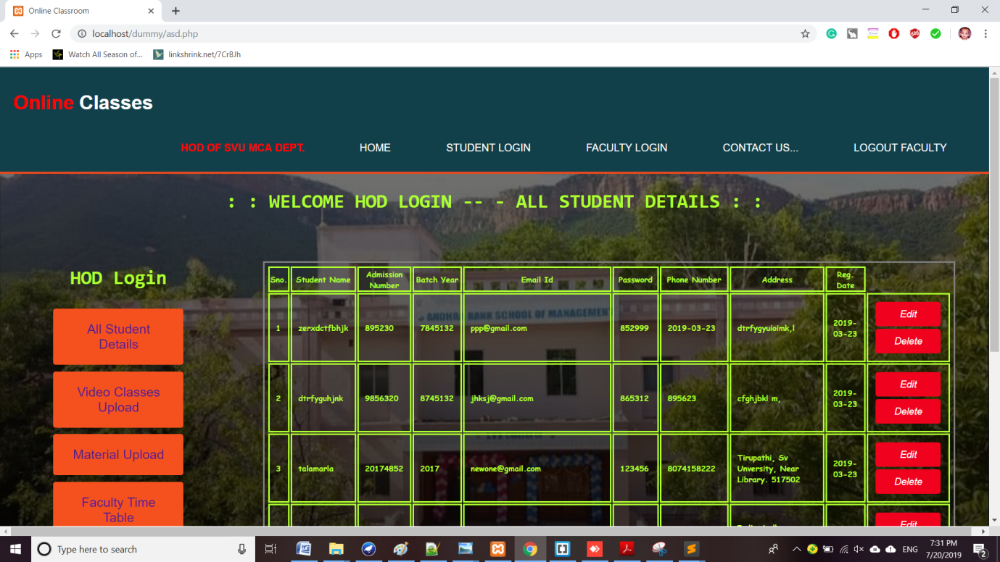 Online Classroom
localhost/dummy/asd.php
Apps Watch All Season of... linkshrink.net/7CrBJh
Online Classes
HOD OF SVU MCA DEPT. HOME STUDENT LOGIN FACULTY LOGIN CONTACT US... LOGOUT FACULTY
: : WELCOME HOD LOGIN -- - ALL STUDENT DETAILS : :
HOD Login
All Student
Details
Video Classes
Upload
Material Upload
Faculty Time
Table
Sno. Student Name Admission Number Batch Year Email Id Password Phone Number Address Reg. Date
1 zerxdctfbhjk 895230 7845132 ppp@gmail.com 852999 2019-03-23 dtrfygyuioimk,l 2019-03-23 Edit Delete
2 dtrfyguhjnk 9856320 8745132 jhksj@gmail.com 865312 895623 cfghjbkl m, 2019-03-23 Edit Delete
3 talamarla 20174852 2017 newone@gmail.com 123456 8074158222 Tirupathi, Sv Unversity, Near Library. 517502 2019-03-23 Edit Delete
Edit
ANDHRA BANK SCHOOL OF MANAGEMENT
Type here to search
ENG
7:31 PM
7/20/2019
2